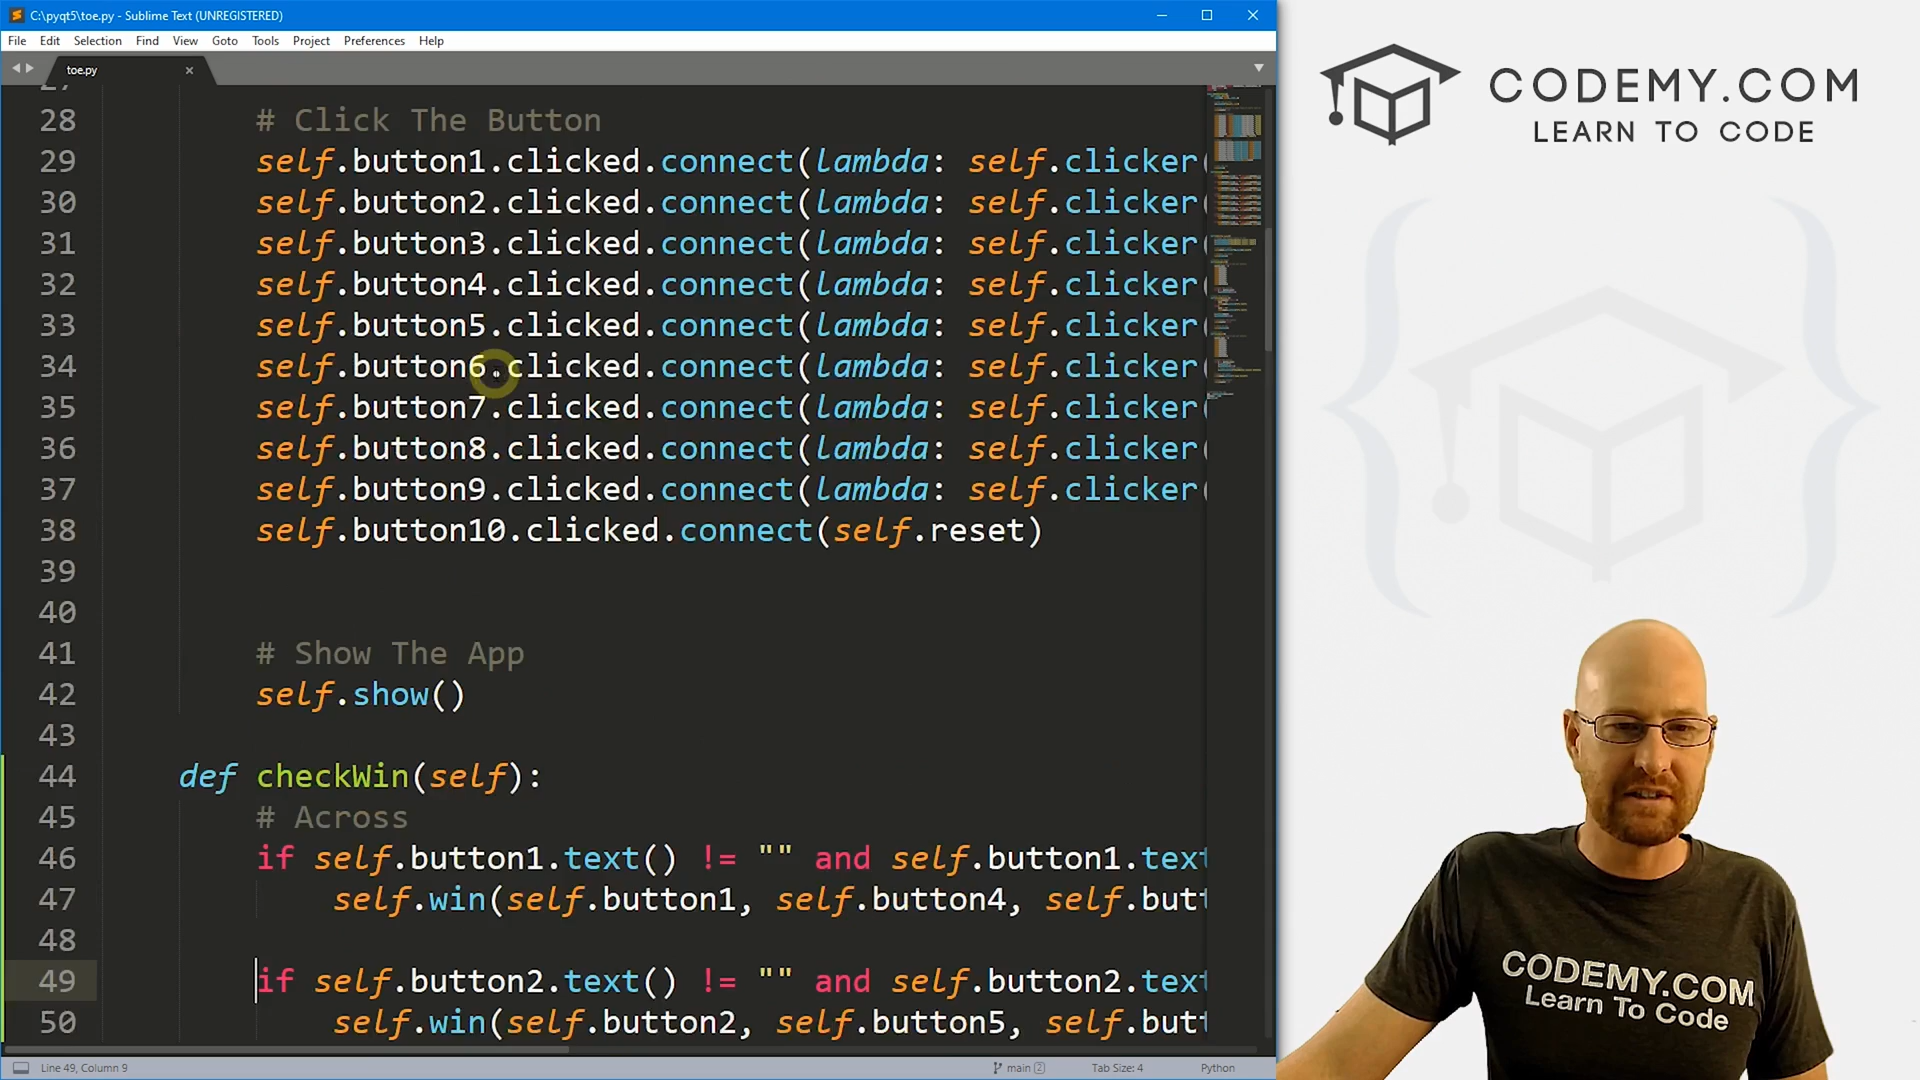 C:\pyqt5\toe.py - Sublime Text (UNREGISTERED)
File Edit Selection Find View Goto Tools Project Preferences Help
toe.py
28 # Click The Button
29 self.button1.clicked.connect(lambda: self.clicker(
30 self.button2.clicked.connect(lambda: self.clicker
31 self.button3.clicked.connect(lambda: self.clicker(
32 self.button4.clicked.connect(lambda: self.clicker(
33 self.button5.clicked.connect(lambda: self.clicker(
34 self.button6.clicked.connect(lambda: self.clicker(
35 self.button7.clicked.connect(lambda: self.clicker(
36 self.button8.clicked.connect(lambda: self.clicker(
37 self.button9.clicked.connect(lambda: self.clicker(
38 self.button10.clicked.connect(self.reset)
39
40
41 # Show The App
42 self.show()
43
44 def checkWin(self):
45 # Across
46 if self.button1.text() != "" and self.button1.text
47 self.win(self.button1, self.button4, self.butt
48
49 if self.button2.text() != "" and self.button2.text
50 self.win(self.button2, self.button5, self.butt
Line 49, Column 9
main 2
Tab Size: 4
Python
CODEMY.COM
LEARN TO CODE
CODEMY.COM
Learn To Code